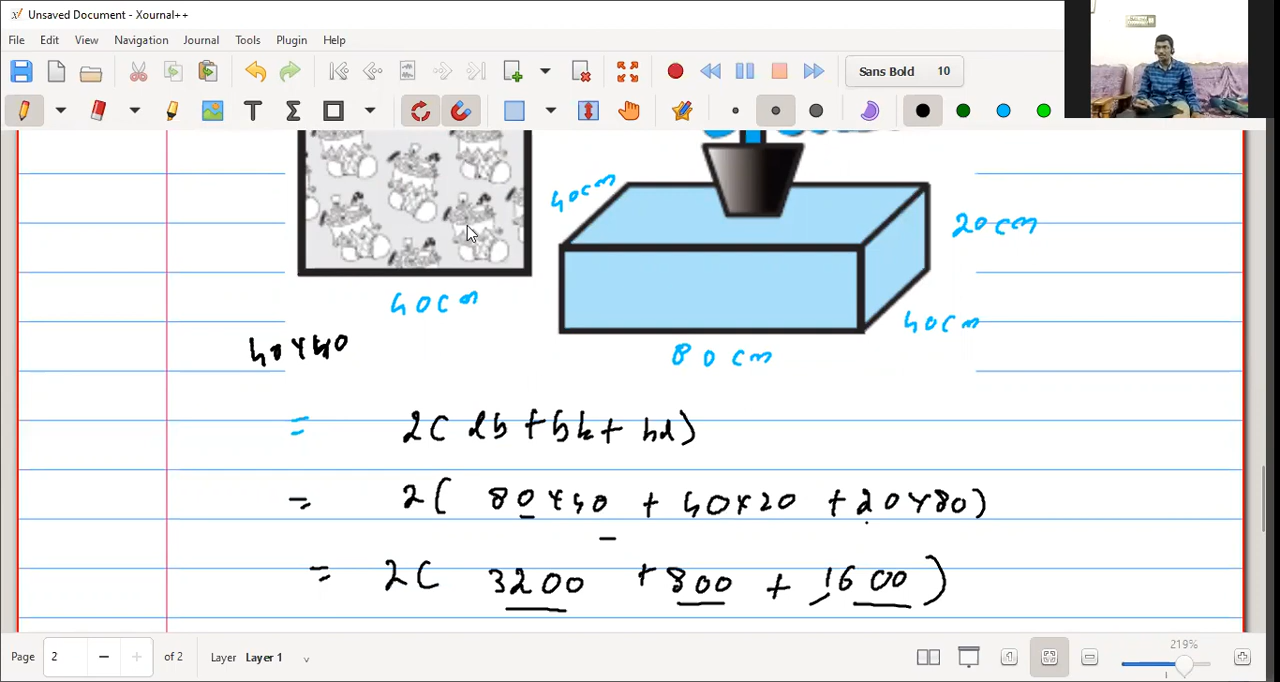 Unsaved Document - Xournal++
File Edit View Navigation Journal Tools Plugin Help
Sans Bold 10
40cm
20cm
40cm
40cm
80cm
40×40
= 2(lb+bh+hl)
= 2( 80×40 + 40×20 +20×80)
= 2( 3200 +800 + 1600 )
Page 2 of 2 Layer Layer 1 219%